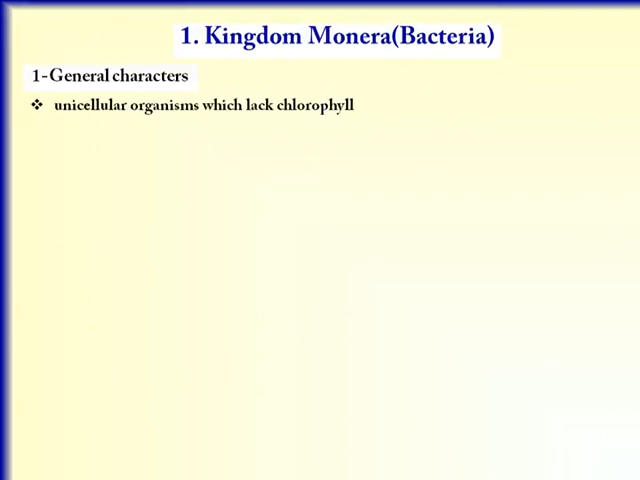 1. Kingdom Monera(Bacteria)
1-General characters
❖ unicellular organisms which lack chlorophyll